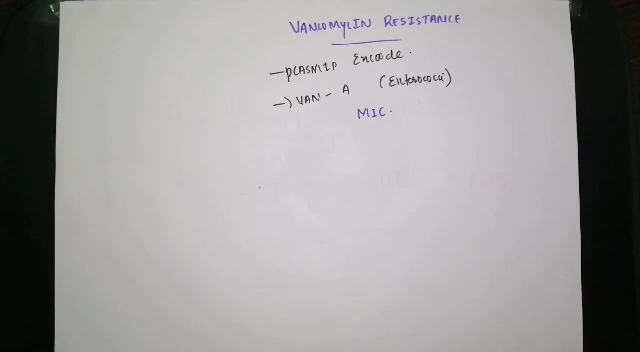 VANCOMYCIN RESISTANCE
— PLASMID Encode.
→ VAN - A (Enterococci)
MIC.